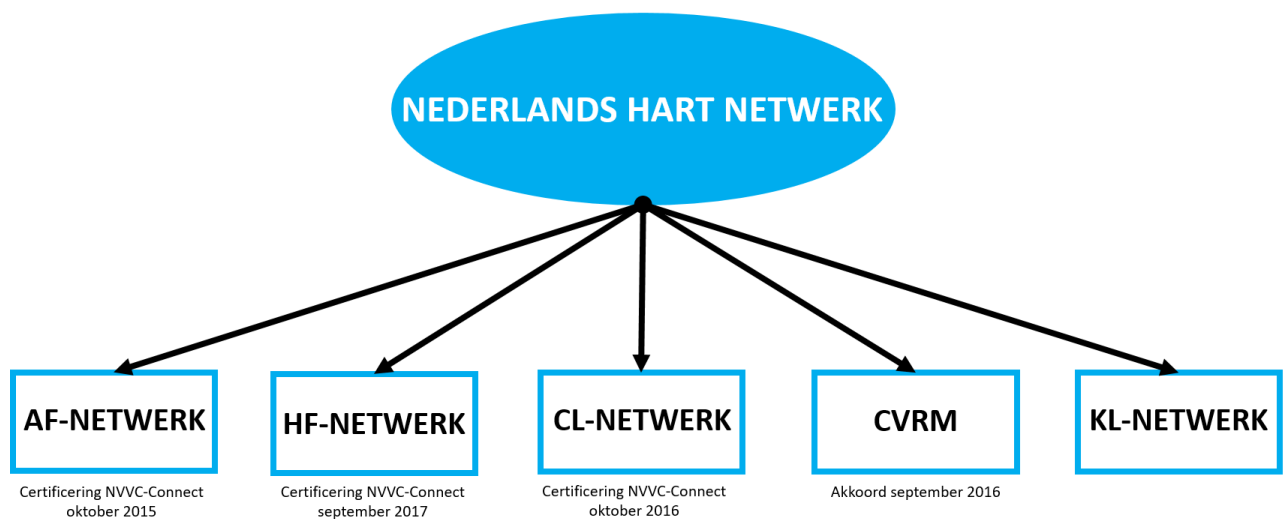 NEDERLANDS HART NETWERK
AF-NETWERK
HF-NETWERK
CL-NETWERK
CVRM
KL-NETWERK
Certificering NVVC-Connect
oktober 2015
Certificering NVVC-Connect
september 2017
Certificering NVVC-Connect
oktober 2016
Akkoord september 2016